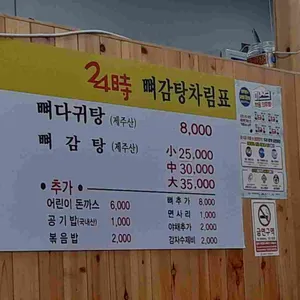 24時 뼈감탕차림표
뼈다귀탕 (제주산) 8,000
뼈 감 탕 (제주산) 小 25,000
中 30,000
大 35,000
• 추가
어린이 돈까스 6,000 뼈 추가 8,000
공 기 밥 (국내산) 1,000 면 사 리 1,000
볶음밥 2,000 야채추가 2,000
감자수제비 2,000
금연구역